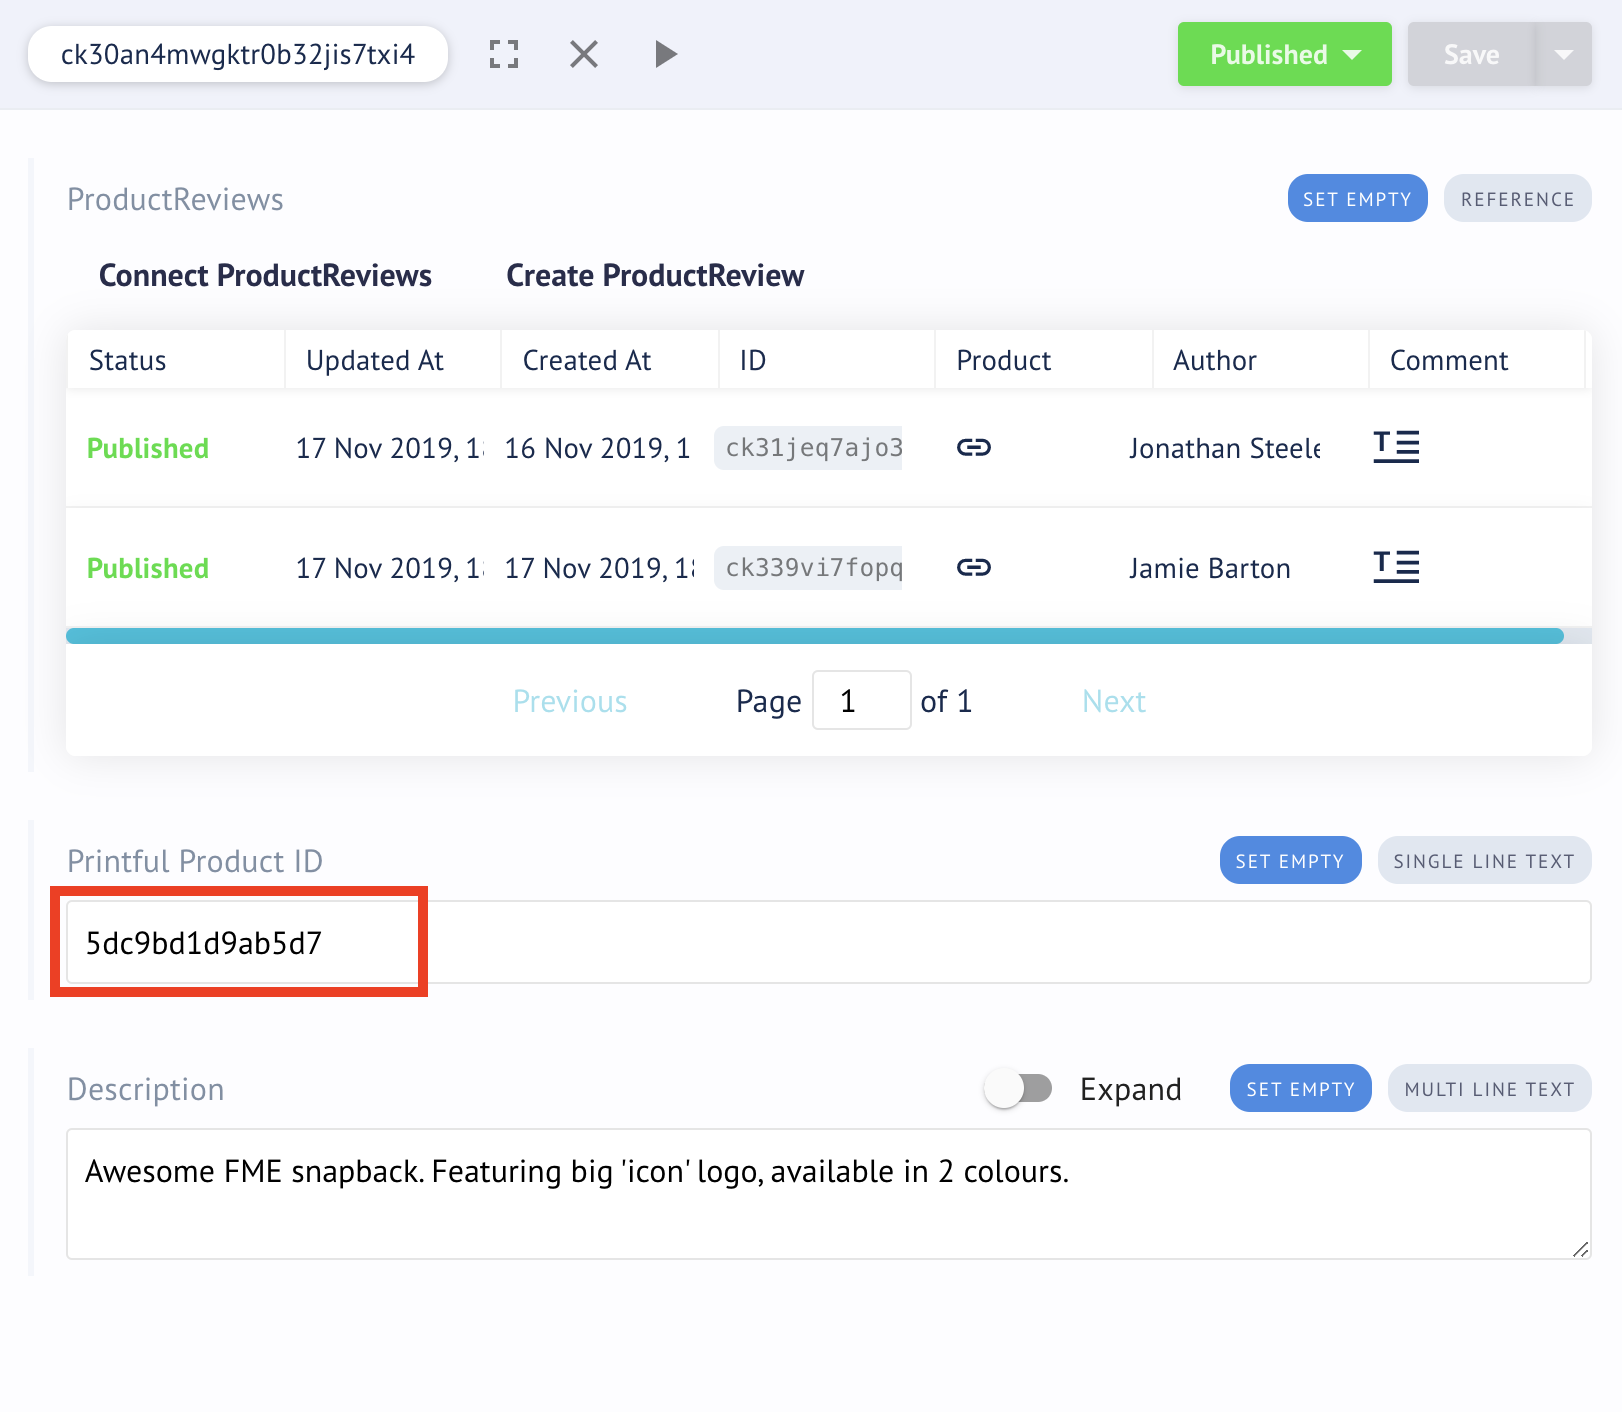 ck30an4mwgktr0b32jis7txi4
Published
Save
ProductReviews
SET EMPTY
REFERENCE
Connect ProductReviews
Create ProductReview
Status Updated At Created At ID Product Author Comment
Published 17 Nov 2019, 1 16 Nov 2019, 1 ck31jeq7ajo3 Jonathan Steele
Published 17 Nov 2019, 1 17 Nov 2019, 18 ck339vi7fopq Jamie Barton
Previous Page 1 of 1 Next
Printful Product ID
SET EMPTY
SINGLE LINE TEXT
5dc9bd1d9ab5d7
Description
Expand
SET EMPTY
MULTI LINE TEXT
Awesome FME snapback. Featuring big 'icon' logo, available in 2 colours.